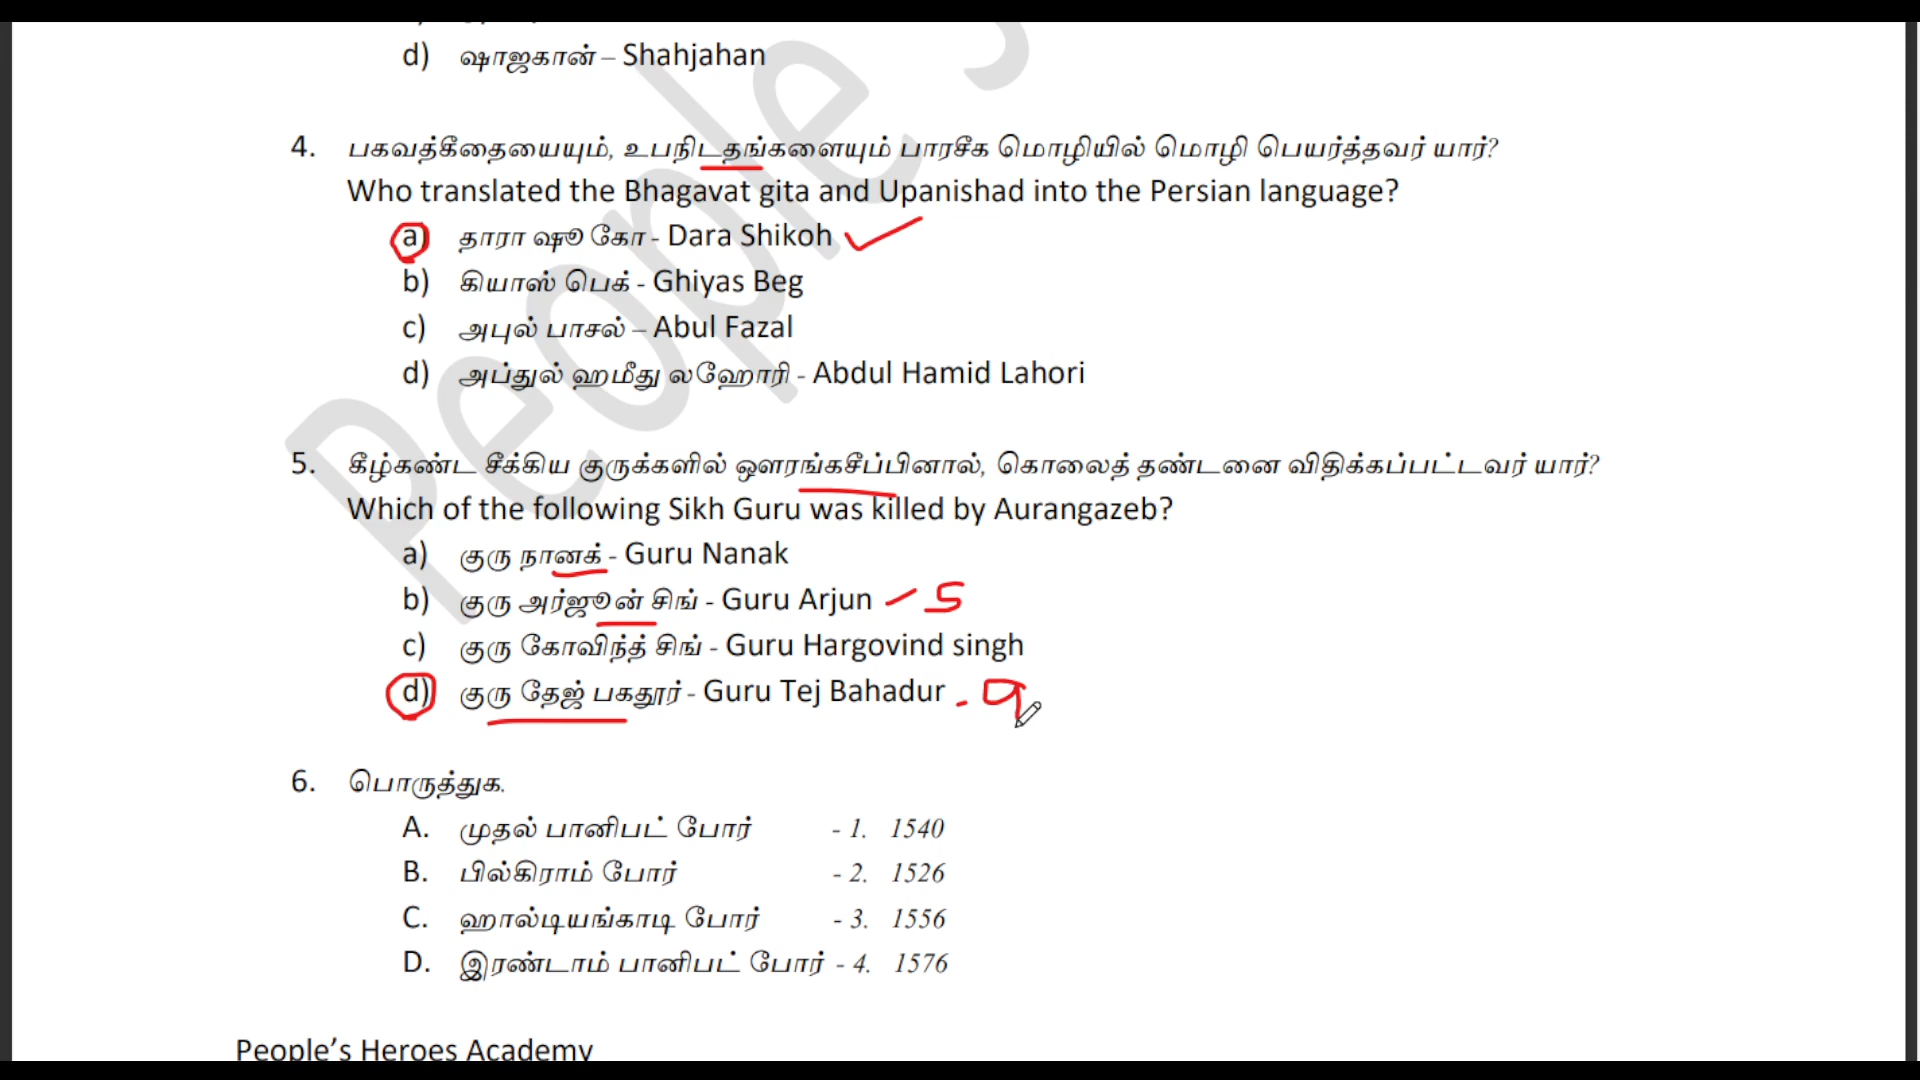 d) ஷாஜகான் – Shahjahan
4. பகவத்கீதையையும், உபநிடதங்களையும் பாரசீக மொழியில் மொழி பெயர்த்தவர் யார்?
Who translated the Bhagavat gita and Upanishad into the Persian language?
a) தாரா ஷூ கோ - Dara Shikoh
b) கியாஸ் பெக் - Ghiyas Beg
c) அபுல் பாசல் – Abul Fazal
d) அப்துல் ஹமீது லஹோரி - Abdul Hamid Lahori
5. கீழ்கண்ட சீக்கிய குருக்களில் ஔரங்கசீப்பினால், கொலைத் தண்டனை விதிக்கப்பட்டவர் யார்?
Which of the following Sikh Guru was killed by Aurangazeb?
a) குரு நானக் - Guru Nanak
b) குரு அர்ஜூன் சிங் - Guru Arjun – 5
c) குரு கோவிந்த் சிங் - Guru Hargovind singh
d) குரு தேஜ் பகதூர் - Guru Tej Bahadur - 9
6. பொருத்துக.
A. முதல் பானிபட் போர் - 1. 1540
B. பில்கிராம் போர் - 2. 1526
C. ஹால்டியங்காடி போர் - 3. 1556
D. இரண்டாம் பானிபட் போர் - 4. 1576
People's Heroes Academy
People's